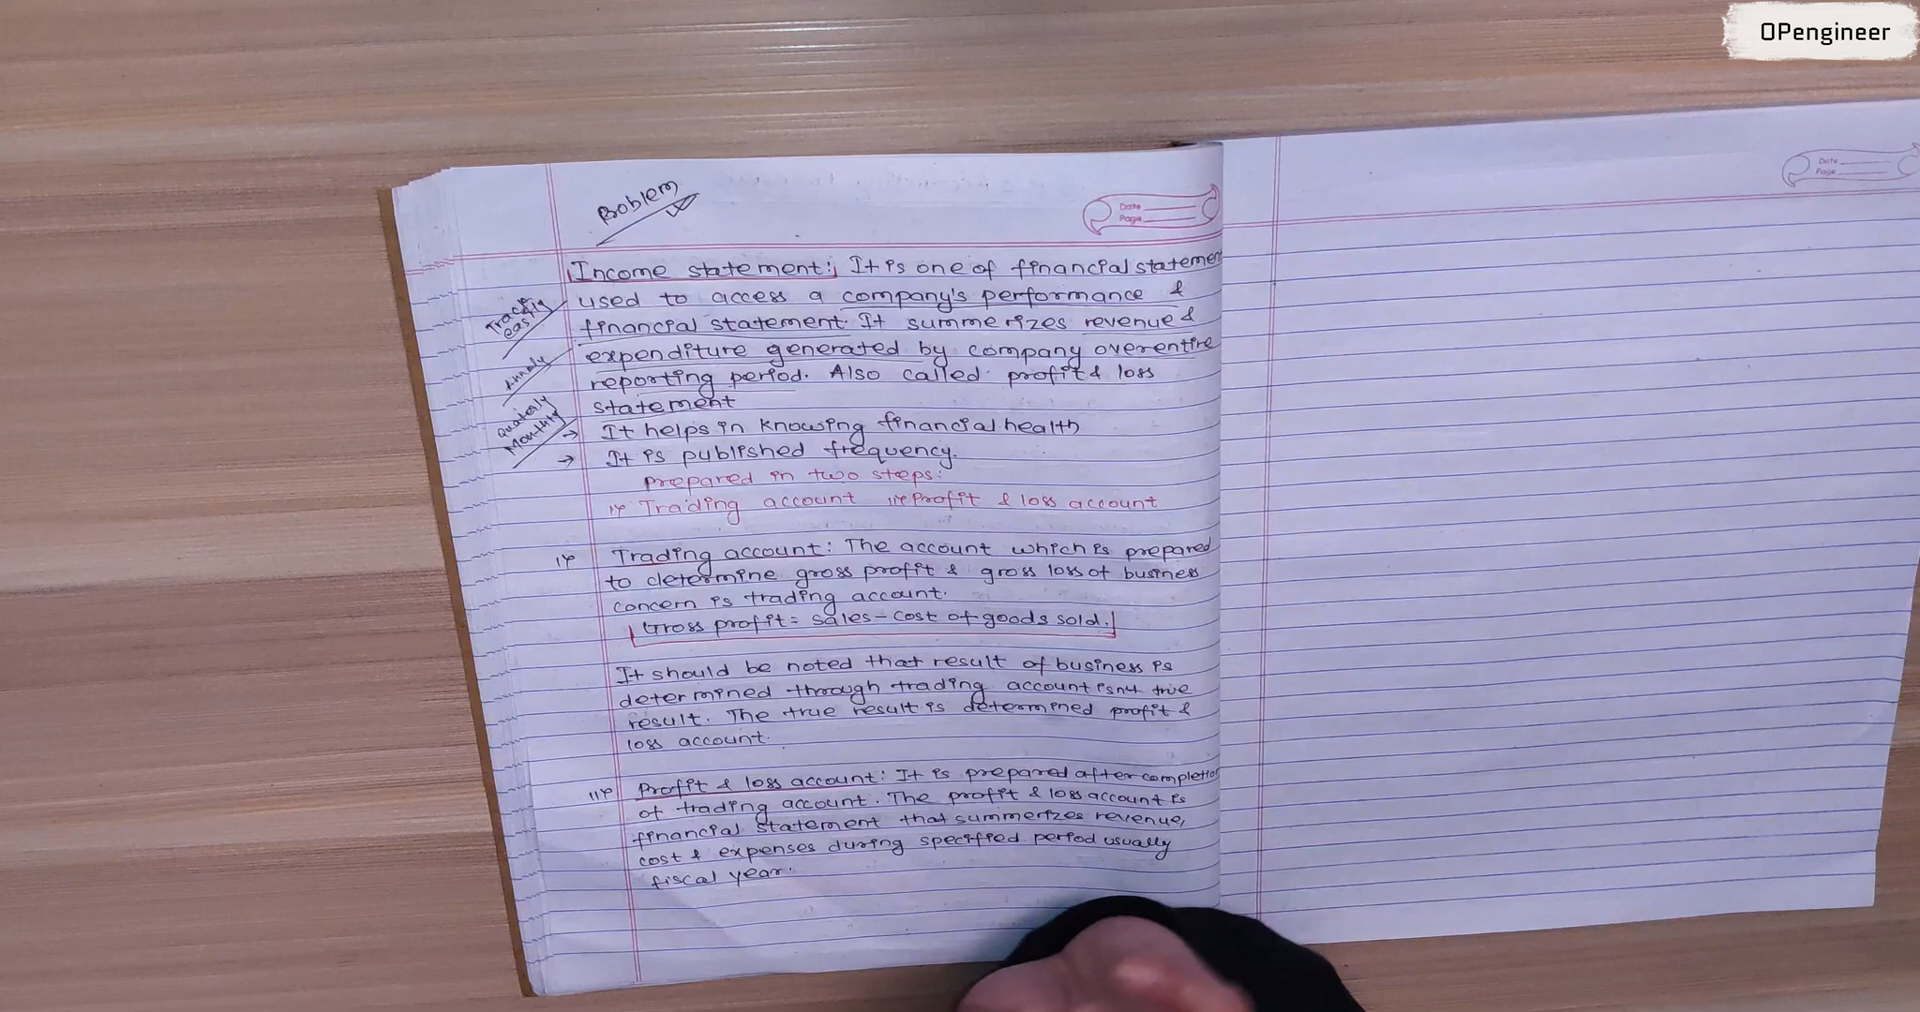 OPengineer
Problem
Date
Page
Date
Page
Income statement: It is one of financial statement
used to access a company's performance &
financial statement. It summerizes revenue &
expenditure generated by company over entire
reporting period. Also called profit & loss
statement
→ It helps in knowing financial health
→ It is published frequency.
prepared in two steps:
i) Trading account ii) Profit & loss account
easily
Quaterly
Monthly
i) Trading account: The account which is prepared
to determine gross profit & gross loss of business
concern is trading account.
Gross profit = sales - cost of goods sold.
It should be noted that result of business is
determined through trading account isn't true
result. The true result is determined profit &
loss account.
ii) Profit & loss account: It is prepared after completion
of trading account. The profit & loss account is
financial statement that summerizes revenue,
cost & expenses during specified period usually
fiscal year.